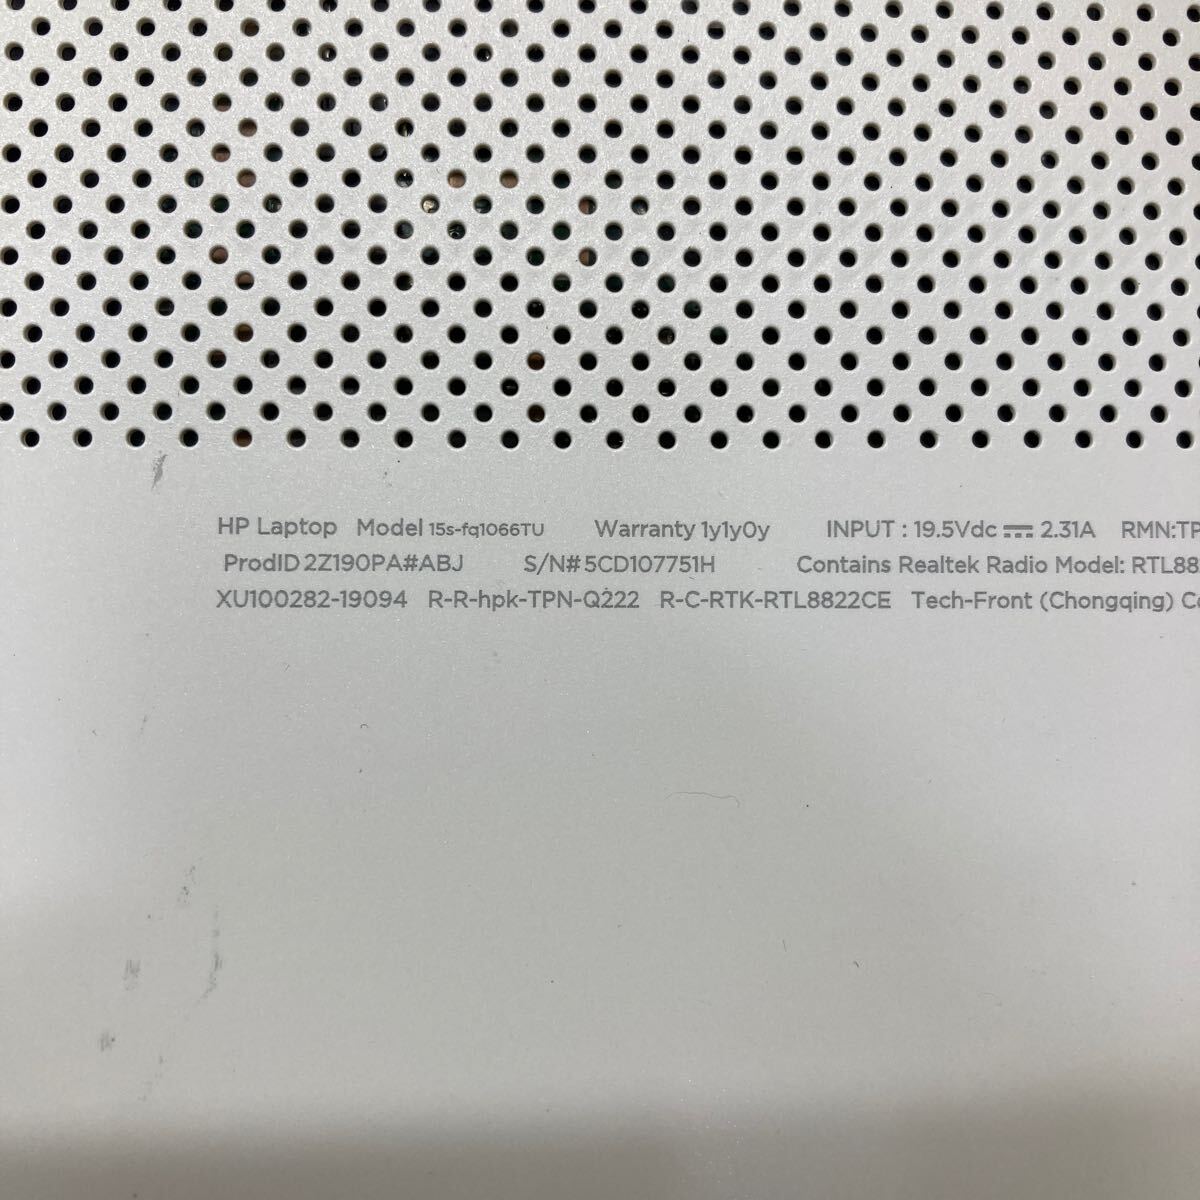 HP Laptop Model 15s-fq1066TU Warranty 1y1y0y INPUT : 19.5Vdc ⎓ 2.31A RMN:TP
ProdID 2Z190PA#ABJ S/N# 5CD107751H Contains Realtek Radio Model: RTL88
XU100282-19094 R-R-hpk-TPN-Q222 R-C-RTK-RTL8822CE Tech-Front (Chongqing) Co